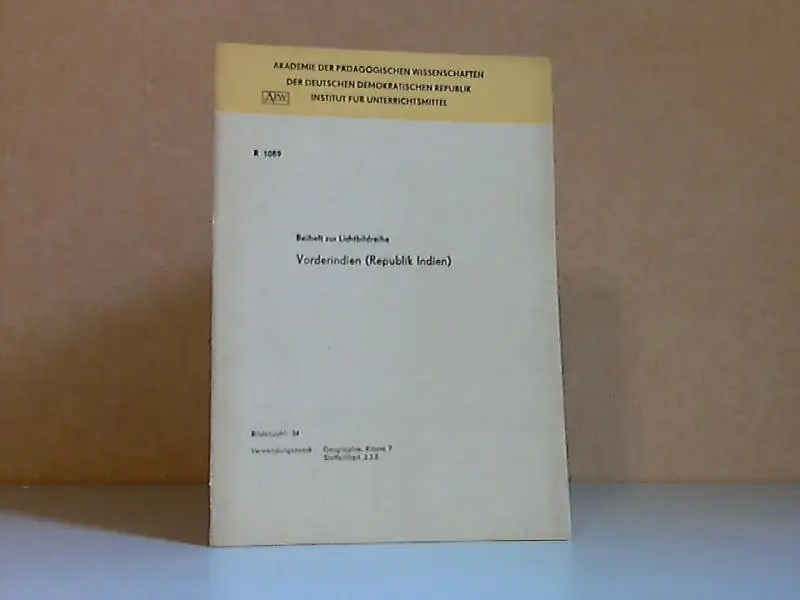 AKADEMIE DER PÄDAGOGISCHEN WISSENSCHAFTEN
DER DEUTSCHEN DEMOKRATISCHEN REPUBLIK
APW INSTITUT FÜR UNTERRICHTSMITTEL
R 1089
Beiheft zur Lichtbildreihe
Vorderindien (Republik Indien)
Bildanzahl: 34
Verwendungszweck: Geographie, Klasse 7
Stoffeinheit